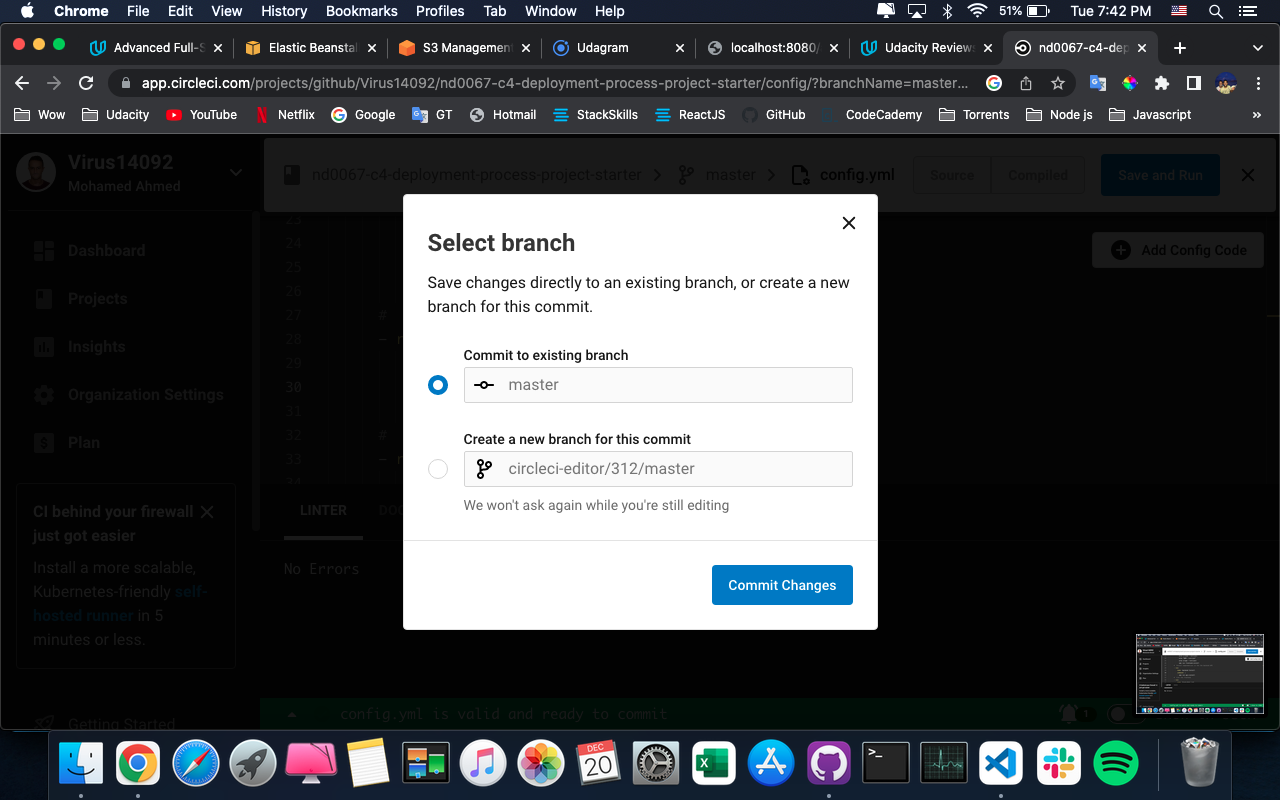 Chrome File Edit View History Bookmarks Profiles Tab Window Help 51% Tue 7:42 PM
Advanced Full-S Elastic Beanstal S3 Management Udagram localhost:8080/ Udacity Reviews nd0067-c4-dep
app.circleci.com/projects/github/Virus14092/nd0067-c4-deployment-process-project-starter/config/?branchName=master...
Wow Udacity YouTube Netflix Google GT Hotmail StackSkills ReactJS GitHub CodeCademy Torrents Node js Javascript »
Virus14092
Mohamed Ahmed
nd0067-c4-deployment-process-project-starter master config.yml Source Compiled Save and Run
Dashboard
Projects
Insights
Organization Settings
Plan
CI behind your firewall
just got easier
Install a more scalable,
Kubernetes-friendly self-
hosted runner in 5
minutes or less.
Getting Started
23
24
25
26
27 #
28 -
29
30
31
32 #
33 -
34
Add Config Code
LINTER
No Errors
config.yml is valid and ready to commit
1
Select branch
Save changes directly to an existing branch, or create a new
branch for this commit.
Commit to existing branch
master
Create a new branch for this commit
circleci-editor/312/master
We won't ask again while you're still editing
Commit Changes
DEC
20